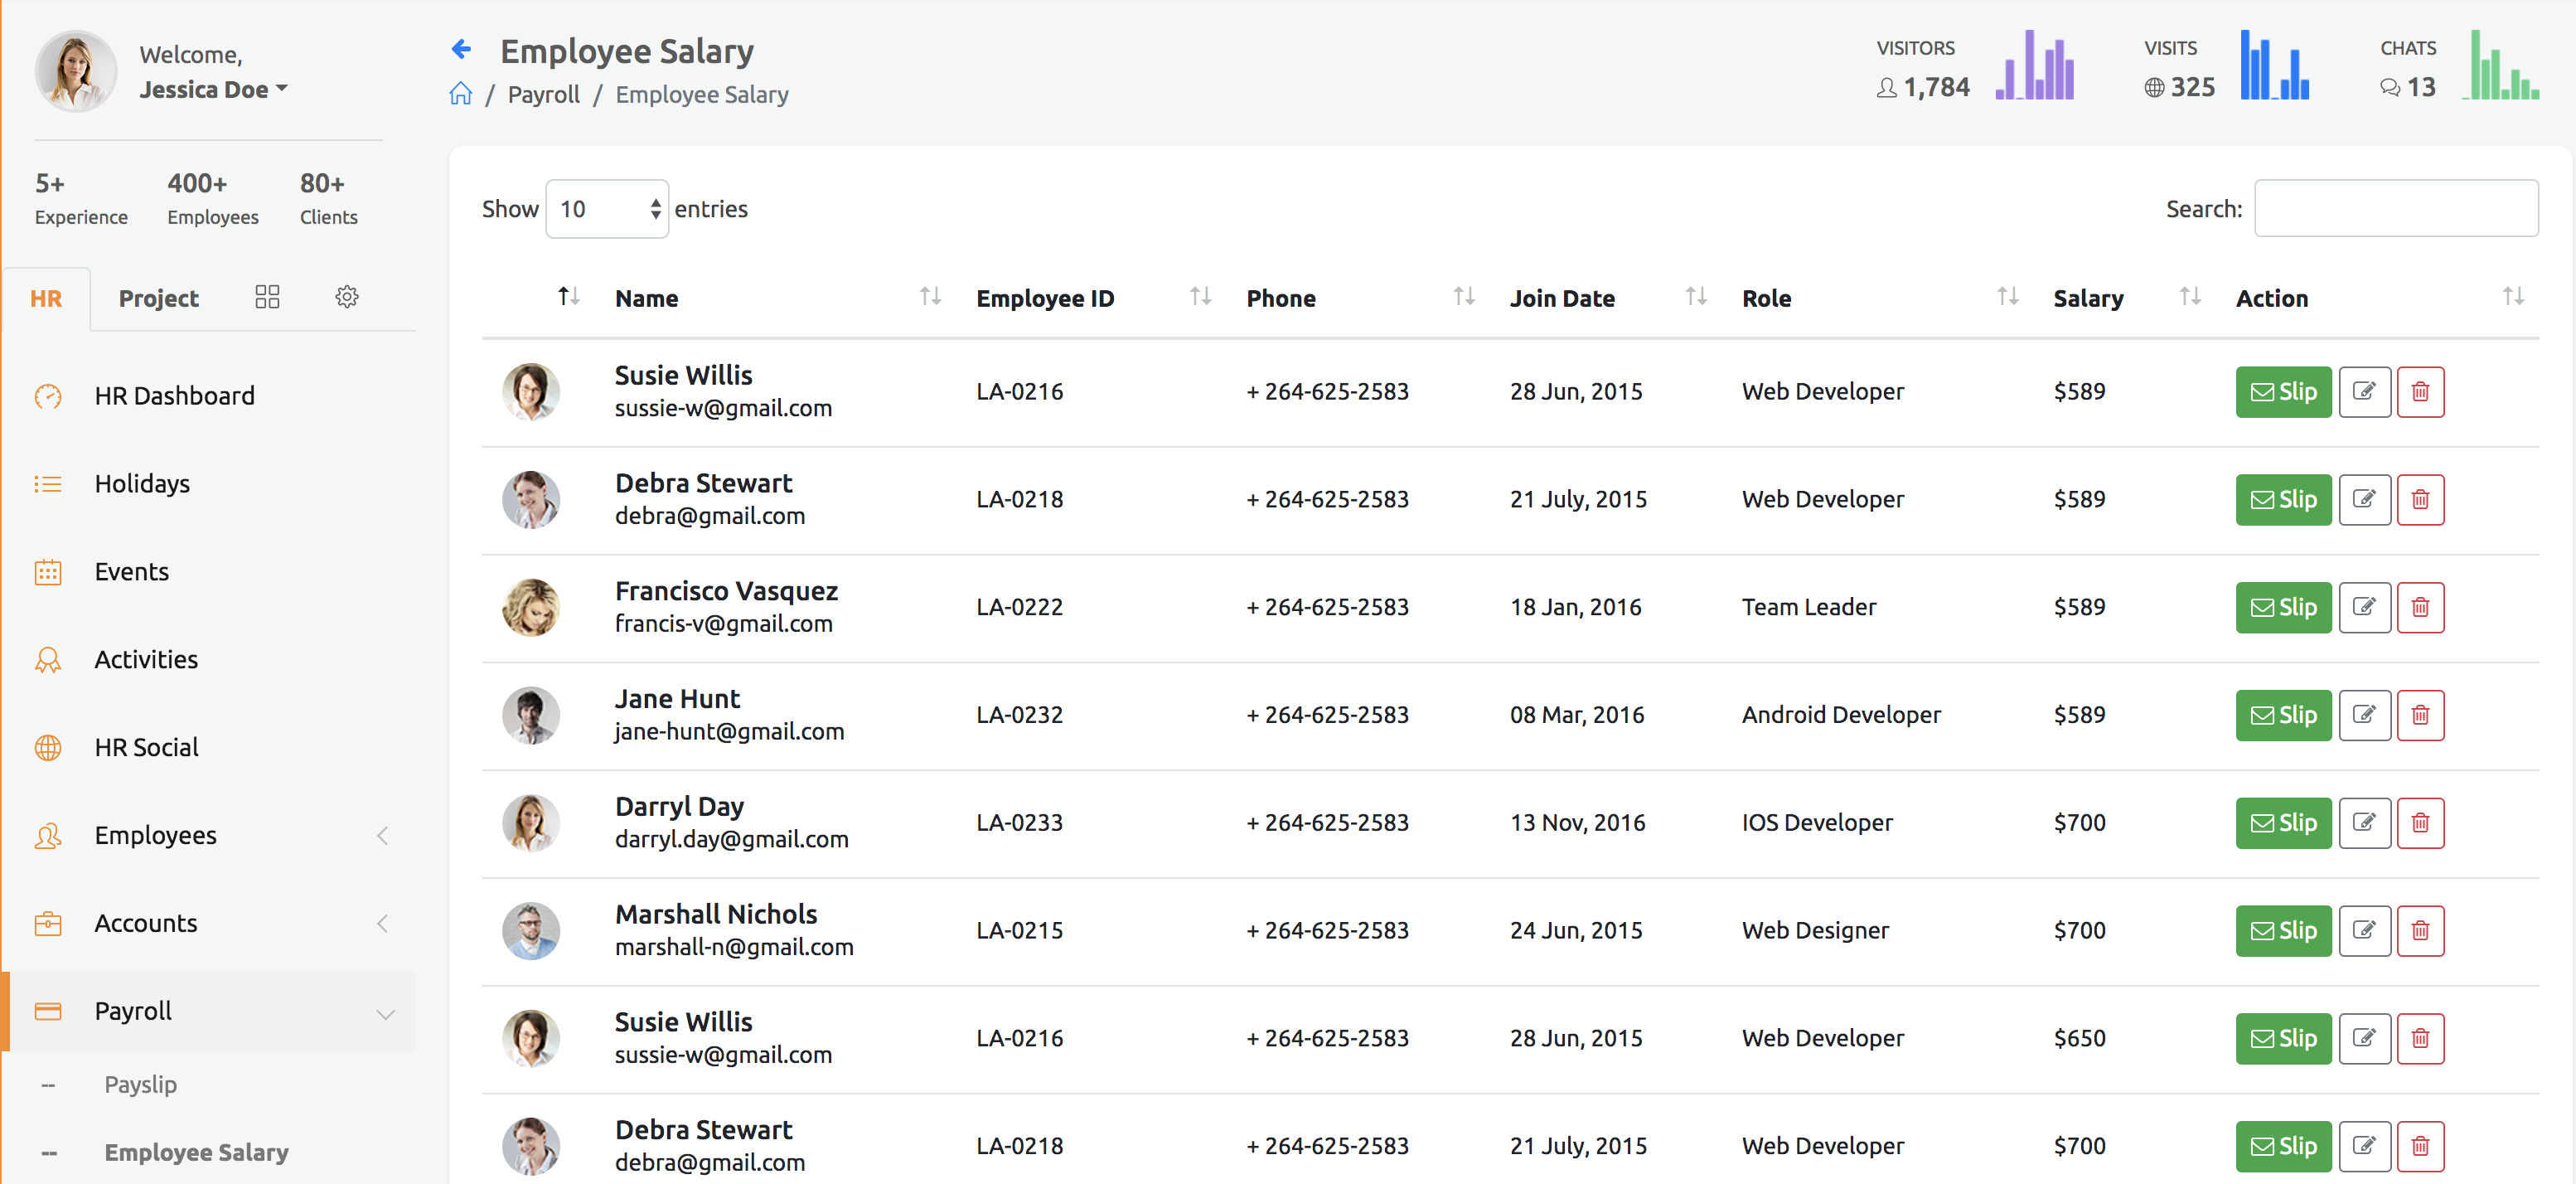 Welcome,
Jessica Doe
5+ 400+ 80+
Experience Employees Clients
HR Project
HR Dashboard
Holidays
Events
Activities
HR Social
Employees
Accounts
Payroll
-- Payslip
-- Employee Salary
Employee Salary
/ Payroll / Employee Salary
VISITORS
1,784
VISITS
325
CHATS
13
Show 10 entries
Search:
Name Employee ID Phone Join Date Role Salary Action
Susie Willis
sussie-w@gmail.com
LA-0216 + 264-625-2583 28 Jun, 2015 Web Developer $589 Slip
Debra Stewart
debra@gmail.com
LA-0218 + 264-625-2583 21 July, 2015 Web Developer $589 Slip
Francisco Vasquez
francis-v@gmail.com
LA-0222 + 264-625-2583 18 Jan, 2016 Team Leader $589 Slip
Jane Hunt
jane-hunt@gmail.com
LA-0232 + 264-625-2583 08 Mar, 2016 Android Developer $589 Slip
Darryl Day
darryl.day@gmail.com
LA-0233 + 264-625-2583 13 Nov, 2016 IOS Developer $700 Slip
Marshall Nichols
marshall-n@gmail.com
LA-0215 + 264-625-2583 24 Jun, 2015 Web Designer $700 Slip
Susie Willis
sussie-w@gmail.com
LA-0216 + 264-625-2583 28 Jun, 2015 Web Developer $650 Slip
Debra Stewart
debra@gmail.com
LA-0218 + 264-625-2583 21 July, 2015 Web Developer $700 Slip